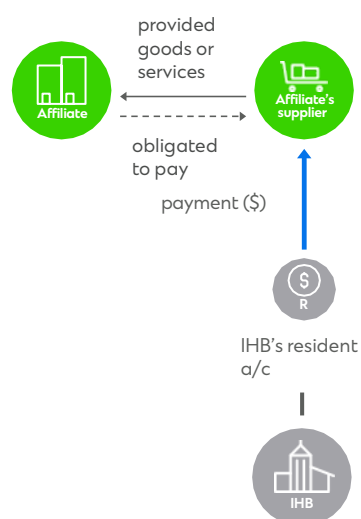 provided
goods or
services
Affiliate
Affiliate's
supplier
obligated
to pay
payment ($)
$
R
IHB's resident
a/c
IHB